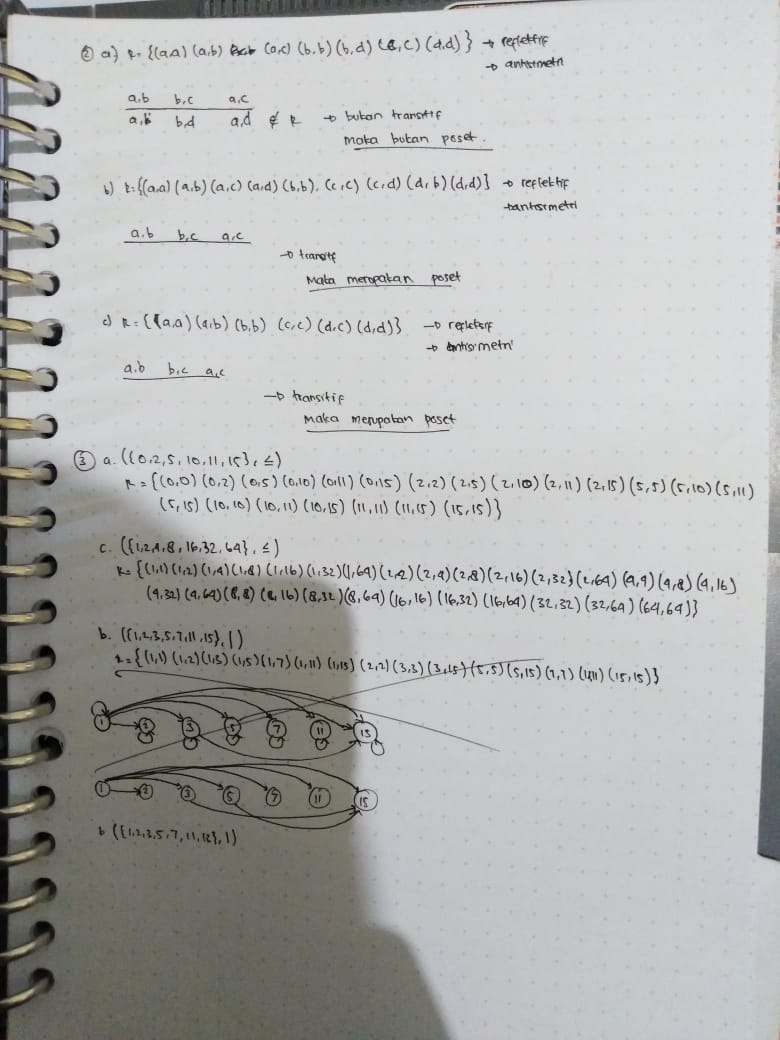 ② a) R = {(a,a) (a,b) (a,c) (b,b) (b,d) (c,c) (d,d)} → reflektif
→ antisimetri
a,b b,c a,c
a,b b,d a,d ∉ R → bukan transitif
Maka bukan poset.
b) R = {(a,a) (a,b) (a,c) (a,d) (b,b), (c,c) (c,d) (d,b) (d,d)} → reflektif
→ antisimetri
a,b b,c a,c
→ transitif
Maka merupakan poset
c) R = {(a,a) (a,b) (b,b) (c,c) (d,c) (d,d)} → reflektif
→ antisimetri
a,b b,c a,c
→ transitif
Maka merupakan poset
③ a. ({0,2,5,10,11,15}, ≤)
R = {(0,0) (0,2) (0,5) (0,10) (0,11) (0,15) (2,2) (2,5) (2,10) (2,11) (2,15) (5,5) (5,10) (5,11)
(5,15) (10,10) (10,11) (10,15) (11,11) (11,15) (15,15)}
c. ({1,2,4,8,16,32,64}, ≤)
R = {(1,1) (1,2) (1,4) (1,8) (1,16) (1,32) (1,64) (2,2) (2,4) (2,8) (2,16) (2,32) (2,64) (4,4) (4,8) (4,16)
(4,32) (4,64) (8,8) (8,16) (8,32) (8,64) (16,16) (16,32) (16,64) (32,32) (32,64) (64,64)}
b. ({1,2,3,5,7,11,15}, |)
R = {(1,1) (1,2) (1,3) (1,5) (1,7) (1,11) (1,15) (2,2) (3,3) (3,15) (5,5) (5,15) (7,7) (11,11) (15,15)}
1 2 3 5 7 11 15
1 2 3 5 7 11 15
b ({1,2,3,5,7,11,13}, |)